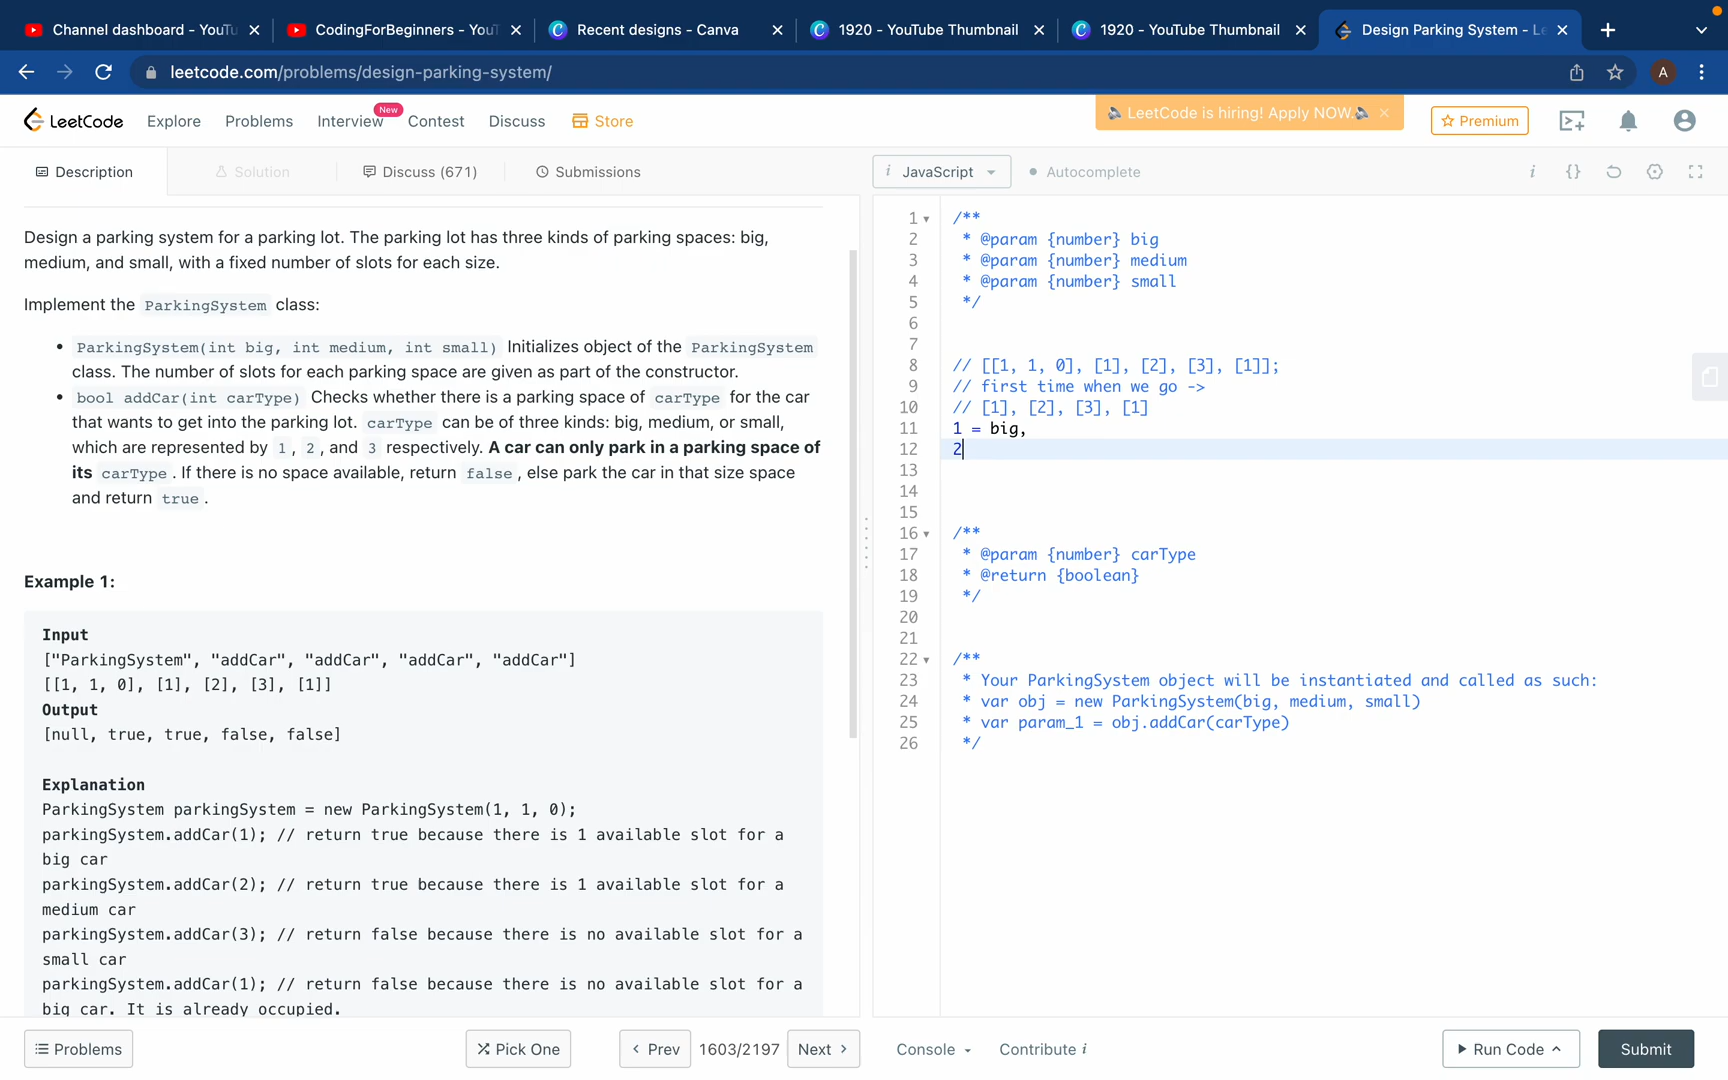 Channel dashboard - YouTu
CodingForBeginners - YouT
Recent designs - Canva
1920 - YouTube Thumbnail
1920 - YouTube Thumbnail
Design Parking System - Le
leetcode.com/problems/design-parking-system/
A
LeetCode
Explore
Problems
Interview
New
Contest
Discuss
Store
LeetCode is hiring! Apply NOW.
Premium
Description
Solution
Discuss (671)
Submissions
Design a parking system for a parking lot. The parking lot has three kinds of parking spaces: big,
medium, and small, with a fixed number of slots for each size.
Implement the ParkingSystem class:
• ParkingSystem(int big, int medium, int small) Initializes object of the ParkingSystem
class. The number of slots for each parking space are given as part of the constructor.
• bool addCar(int carType) Checks whether there is a parking space of carType for the car
that wants to get into the parking lot. carType can be of three kinds: big, medium, or small,
which are represented by 1, 2, and 3 respectively. A car can only park in a parking space of
its carType. If there is no space available, return false, else park the car in that size space
and return true.
Example 1:
Input
["ParkingSystem", "addCar", "addCar", "addCar", "addCar"]
[[1, 1, 0], [1], [2], [3], [1]]
Output
[null, true, true, false, false]
Explanation
ParkingSystem parkingSystem = new ParkingSystem(1, 1, 0);
parkingSystem.addCar(1); // return true because there is 1 available slot for a
big car
parkingSystem.addCar(2); // return true because there is 1 available slot for a
medium car
parkingSystem.addCar(3); // return false because there is no available slot for a
small car
parkingSystem.addCar(1); // return false because there is no available slot for a
big car. It is already occupied.
Problems
Pick One
Prev
1603/2197
Next
i JavaScript
Autocomplete
i {}
1 /**
2  * @param {number} big
3  * @param {number} medium
4  * @param {number} small
5  */
6
7
8 // [[1, 1, 0], [1], [2], [3], [1]];
9 // first time when we go ->
10 // [1], [2], [3], [1]
11 1 = big,
12 2
13
14
15
16 /**
17  * @param {number} carType
18  * @return {boolean}
19  */
20
21
22 /**
23  * Your ParkingSystem object will be instantiated and called as such:
24  * var obj = new ParkingSystem(big, medium, small)
25  * var param_1 = obj.addCar(carType)
26  */
Console
Contribute i
Run Code
Submit